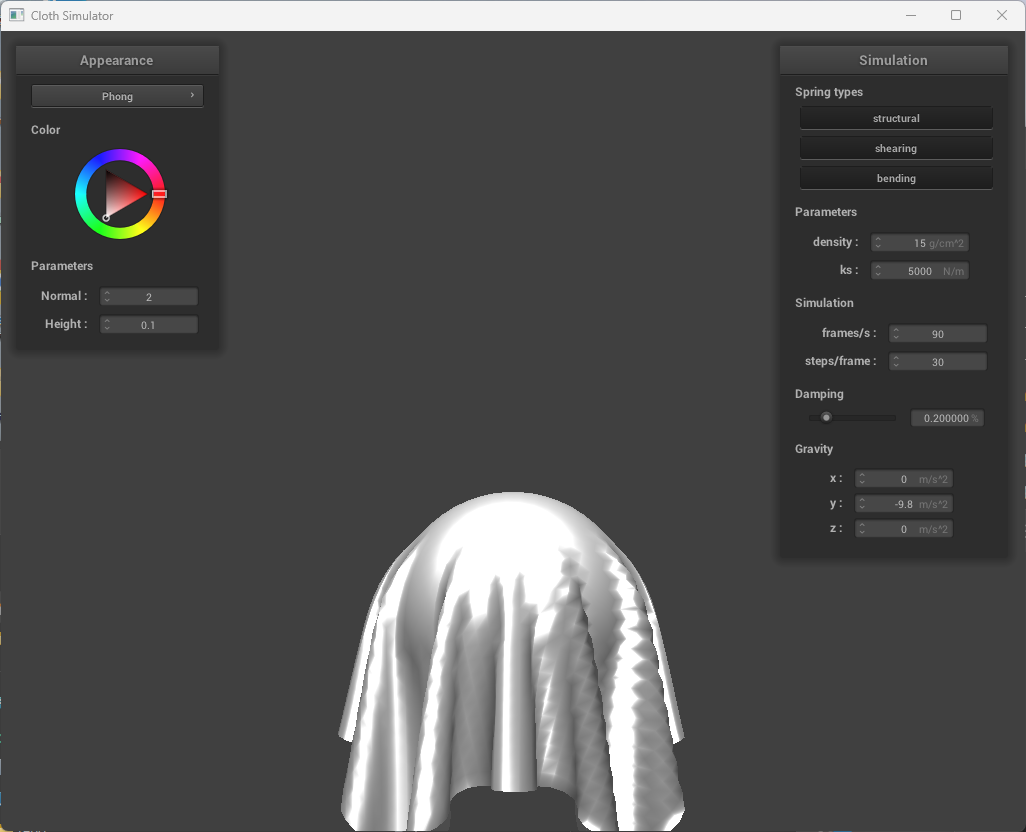 Cloth Simulator
Appearance
Phong
Color
Parameters
Normal : 2
Height : 0.1
Simulation
Spring types
structural
shearing
bending
Parameters
density : 15 g/cm^2
ks : 5000 N/m
Simulation
frames/s : 90
steps/frame : 30
Damping
0.200000 %
Gravity
x : 0 m/s^2
y : -9.8 m/s^2
z : 0 m/s^2